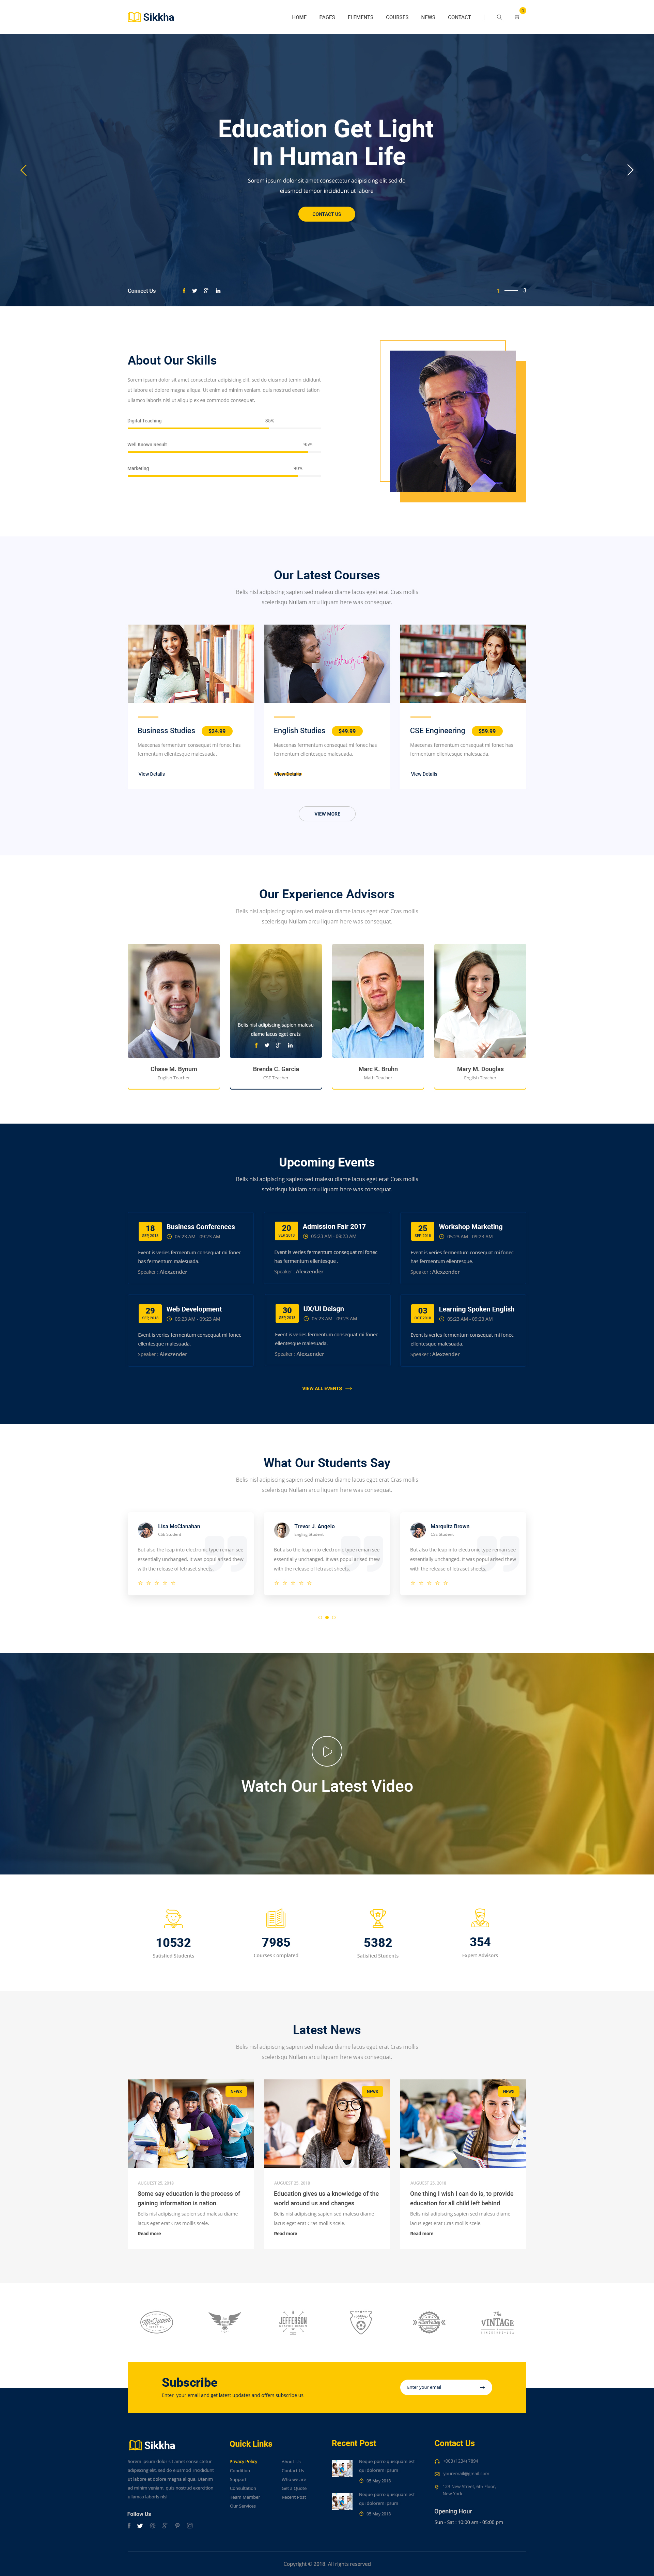 Sikkha
HOME PAGES ELEMENTS COURSES NEWS CONTACT
0
Education Get Light
In Human Life
Sorem ipsum dolor sit amet consectetur adipisicing elit sed do
eiusmod tempor incididunt ut labore
CONTACT US
Connect Us
1 3
About Our Skills
Sorem ipsum dolor sit amet consectetur adipisicing elit, sed do eiusmod temin cididunt
ut labore et dolore magna aliqua. Ut enim ad minim veniam, quis nostrud exerci tation
ullamco laboris nisi ut aliquip ex ea commodo consequat.
Digital Teaching 80%
Well Known Result 95%
Marketing 90%
Our Latest Courses
Bells nisl adipiscing sapien sed malesu diame lacus eget erat Cras mollis
scelerisqu Nullam arcu liquam here was consequat.
Business Studies $24.99
Maecenas fermentum consequat mi fonec has
fermentum ellentesque malesuada.
View Details
English Studies $49.99
Maecenas fermentum consequat mi fonec has
fermentum ellentesque malesuada.
View Details
CSE Engineering $59.99
Maecenas fermentum consequat mi fonec has
fermentum ellentesque malesuada.
View Details
VIEW MORE
Our Experience Advisors
Bells nisl adipiscing sapien sed malesu diame lacus eget erat Cras mollis
scelerisqu Nullam arcu liquam here was consequat.
Bells nisl adipiscing sapien malesu
diame lacus eget erats
Chase M. Bynum
English Teacher
Brenda C. Garcia
CSE Teacher
Marc K. Bruhn
Math Teacher
Mary M. Douglas
English Teacher
Upcoming Events
Bells nisl adipiscing sapien sed malesu diame lacus eget erat Cras mollis
scelerisqu Nullam arcu liquam here was consequat.
18
SEP, 2018
Business Conferences
05:23 AM - 09:23 AM
Event is veries fermentum consequat mi fonec
has fermentum malesuada.
Speaker : Alexzender
20
SEP, 2018
Admission Fair 2017
05:23 AM - 09:23 AM
Event is veries fermentum consequat mi fonec
has fermentum ellentesque .
Speaker : Alexzender
25
SEP, 2018
Workshop Marketing
05:23 AM - 09:23 AM
Event is veries fermentum consequat mi fonec
has fermentum ellentesque.
Speaker : Alexzender
29
SEP, 2018
Web Development
05:23 AM - 09:23 AM
Event is veries fermentum consequat mi fonec
ellentesque malesuada.
Speaker : Alexzender
30
SEP, 2018
UX/UI Deisgn
05:23 AM - 09:23 AM
Event is veries fermentum consequat mi fonec
ellentesque malesuada.
Speaker : Alexzender
03
OCT 2018
Learning Spoken English
05:23 AM - 09:23 AM
Event is veries fermentum consequat mi fonec
ellentesque malesuada.
Speaker : Alexzender
VIEW ALL EVENTS
What Our Students Say
Bells nisl adipiscing sapien sed malesu diame lacus eget erat Cras mollis
scelerisqu Nullam arcu liquam here was consequat.
Lisa McClanahan
CSE Student
But also the leap into electronic type reman see
essentially unchanged. It was popul arised thew
with the release of letraset sheets.
Trevor J. Angelo
Engling Student
But also the leap into electronic type reman see
essentially unchanged. It was popul arised thew
with the release of letraset sheets.
Marquita Brown
CSE Student
But also the leap into electronic type reman see
essentially unchanged. It was popul arised thew
with the release of letraset sheets.
Watch Our Latest Video
10532
Satisfied Students
7985
Courses Complated
5382
Satisfied Students
354
Expert Advisors
Latest News
Bells nisl adipiscing sapien sed malesu diame lacus eget erat Cras mollis
scelerisqu Nullam arcu liquam here was consequat.
NEWS
AUGUEST 25, 2018
Some say education is the process of
gaining information is nation.
Bells nisl adipiscing sapien sed malesu diame
lacus eget erat Cras mollis scele.
Read more
NEWS
AUGUEST 25, 2018
Education gives us a knowledge of the
world around us and changes
Bells nisl adipiscing sapien sed malesu diame
lacus eget erat Cras mollis scele.
Read more
NEWS
AUGUEST 25, 2018
One thing I wish I can do is, to provide
education for all child left behind
Bells nisl adipiscing sapien sed malesu diame
lacus eget erat Cras mollis scele.
Read more
McQueen
JEFFERSON
The
VINTAGE
Subscribe
Enter your email and get latest updates and offers subscribe us
Enter your email
Sikkha
Sorem ipsum dolor sit amet conse ctetur
adipisicing elit, sed do eiusmod incididunt
ut labore et dolore magna aliqua. Utenim
ad minim veniam, quis nostrud exercition
ullamco laboris nisi
Follow Us
Quick Links
Privacy Policy
Condition
Support
Consultation
Team Member
Our Services
About Us
Contact Us
Who we are
Get a Quote
Recent Post
Recent Post
Neque porro quisquam est
qui dolorem ipsum
05 May 2018
Neque porro quisquam est
qui dolorem ipsum
05 May 2018
Contact Us
+003 (1234) 7894
youremail@gmail.com
123 New Street, 6th Floor,
New York
Opening Hour
Sun - Sat : 10:00 am - 05:00 pm
Copyright © 2018. All rights reserved